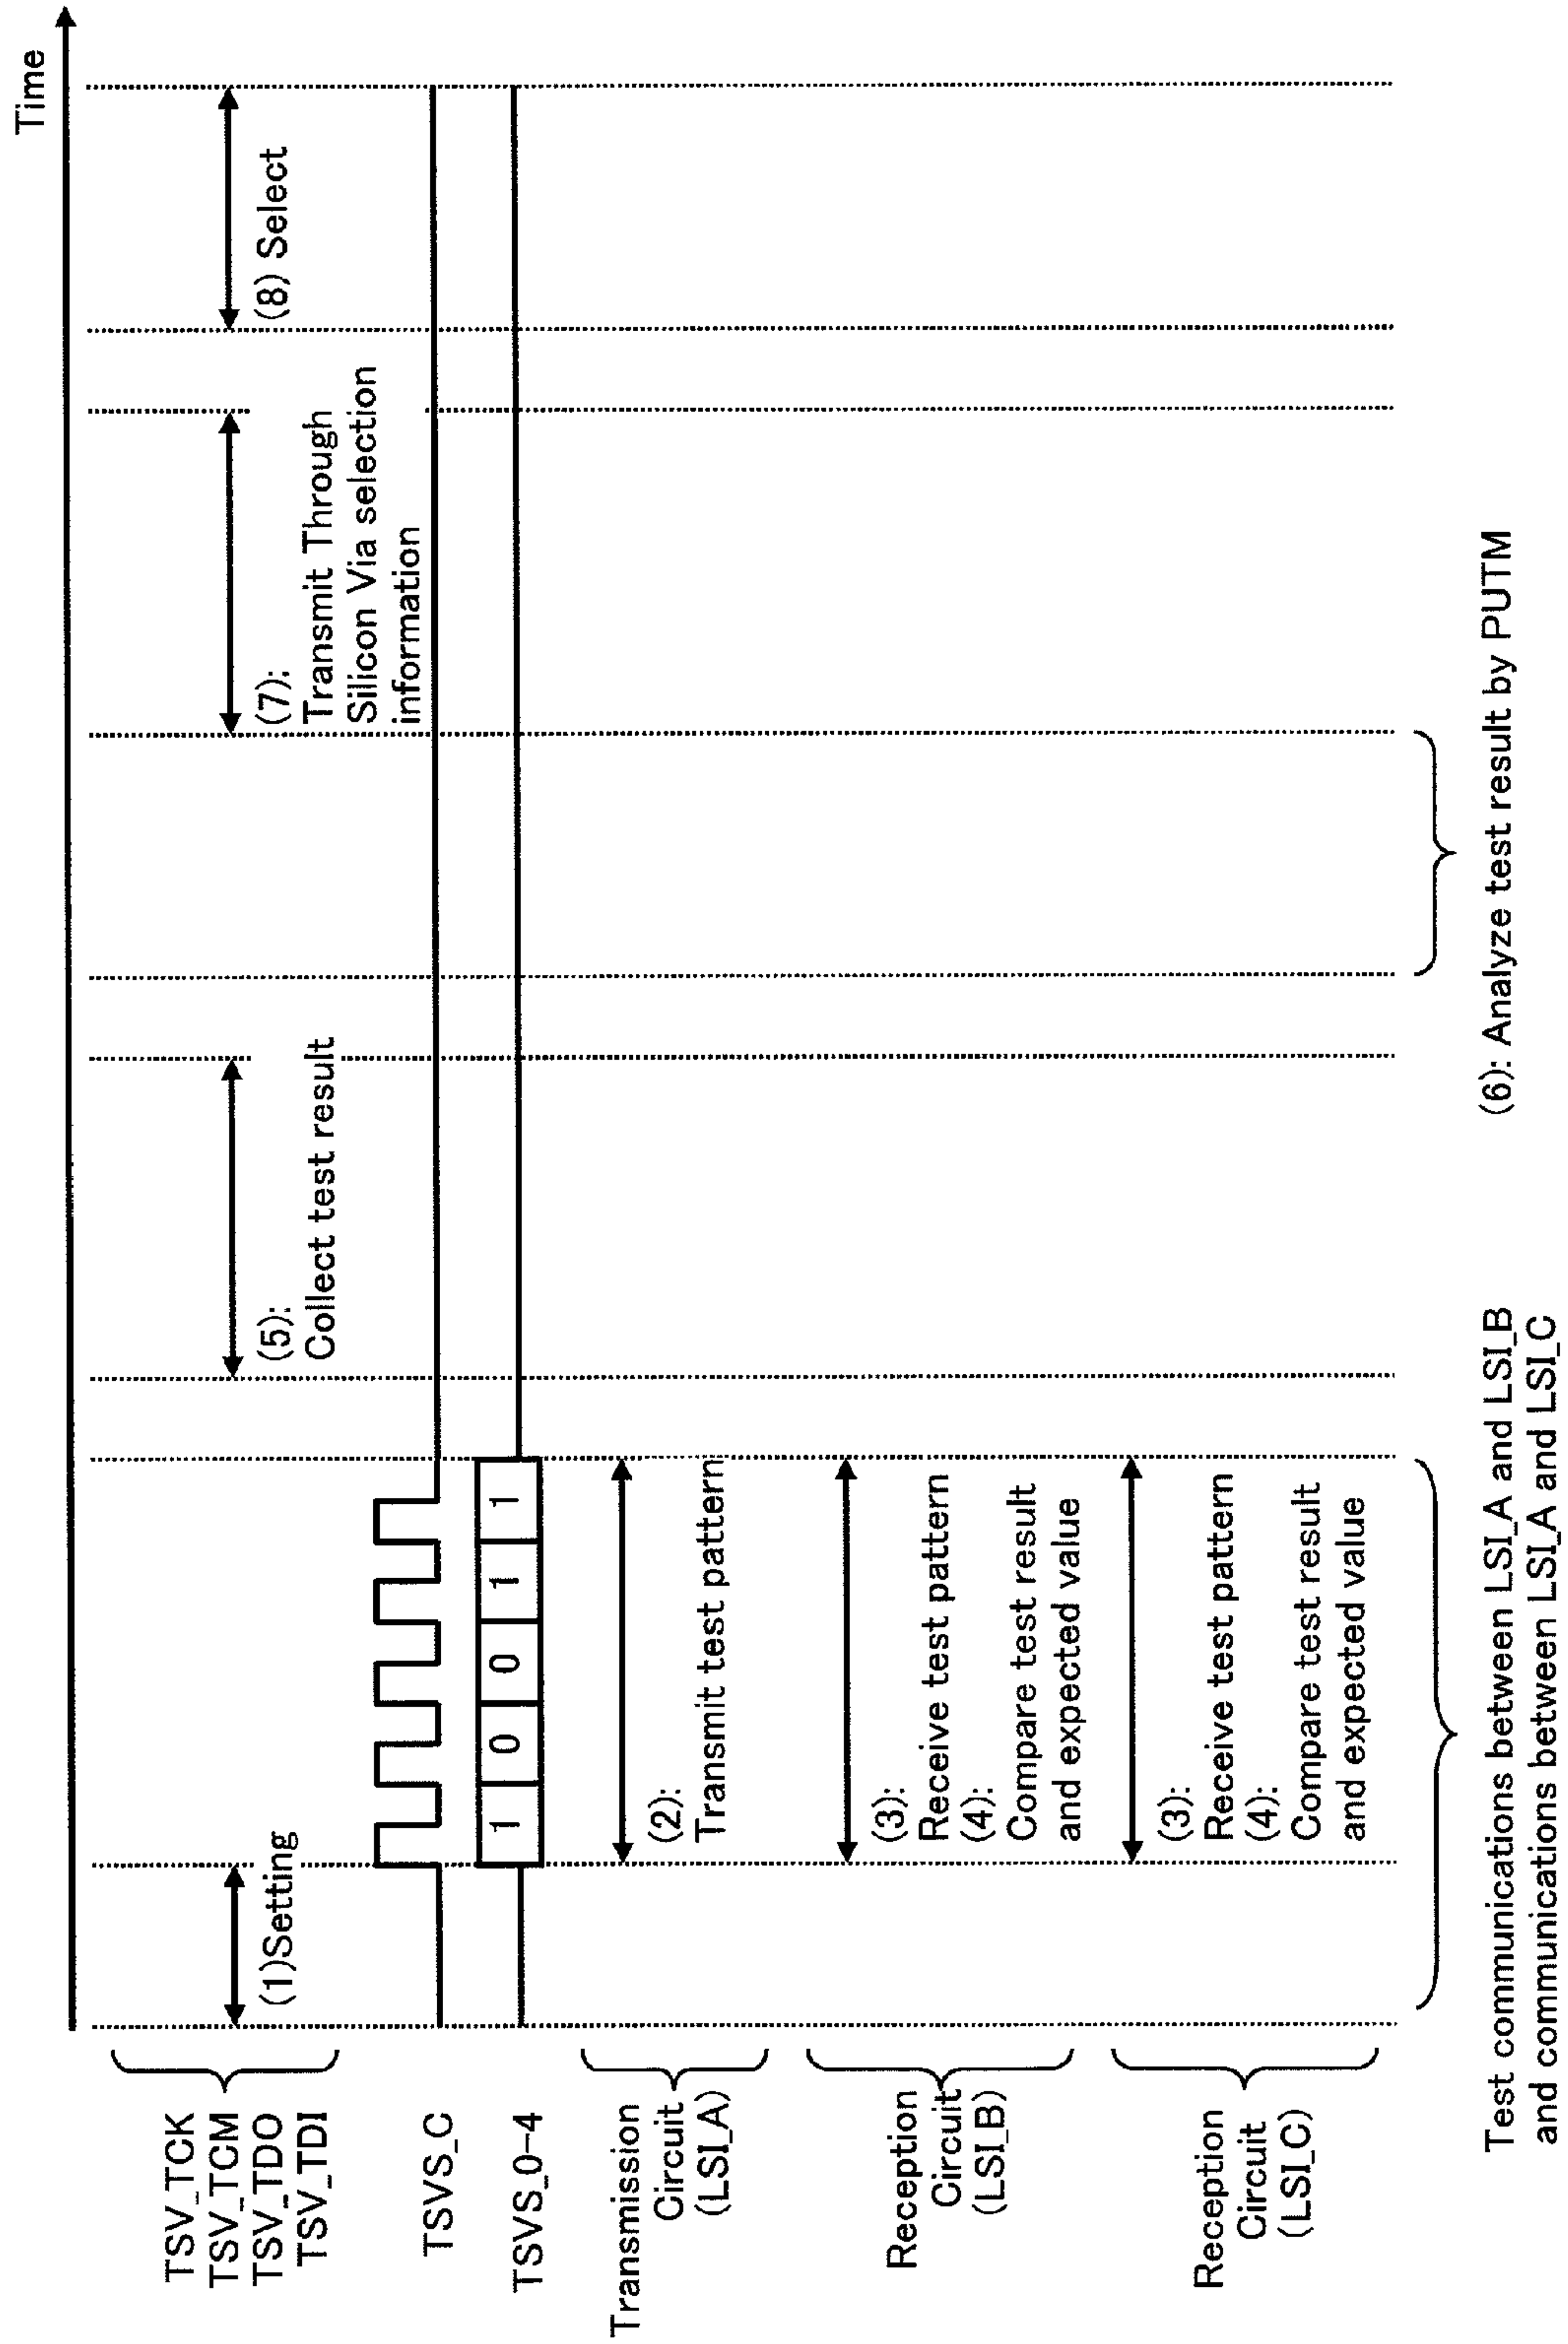 Time
TSV_TCK
TSV_TCM
TSV_TDO
TSV_TDI
(1)Setting
(5):
Collect test result
(7):
Transmit Through
Silicon Via selection
information
(8) Select
TSVS_C
TSVS_0-4
1
0
0
1
1
Transmission
Circuit
(LSI_A)
(2):
Transmit test pattern
Reception
Circuit
(LSI_B)
(3):
Receive test pattern
(4):
Compare test result
and expected value
Reception
Circuit
(LSI_C)
(3):
Receive test pattern
(4):
Compare test result
and expected value
Test communications between LSI_A and LSI_B
and communications between LSI_A and LSI_C
(6): Analyze test result by PUTM